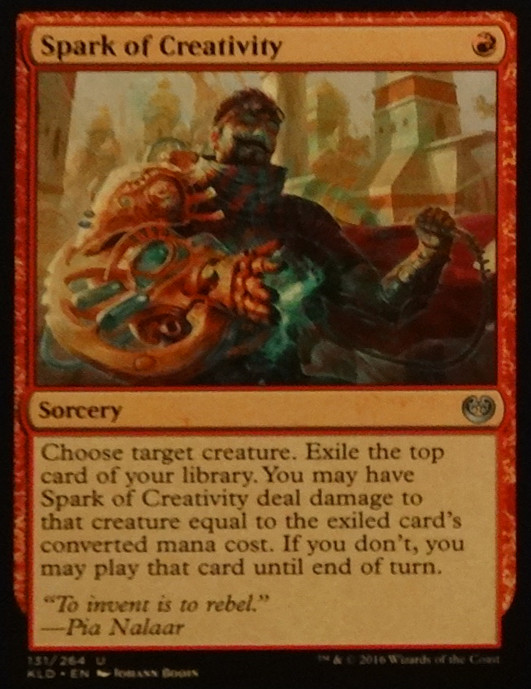 Spark of Creativity
Sorcery
Choose target creature. Exile the top
card of your library. You may have
Spark of Creativity deal damage to
that creature equal to the exiled card's
converted mana cost. If you don't, you
may play that card until end of turn.
"To invent is to rebel."
—Pia Nalaar
131/264 U
KLD • EN Johann Bodin
™ & © 2016 Wizards of the Coast